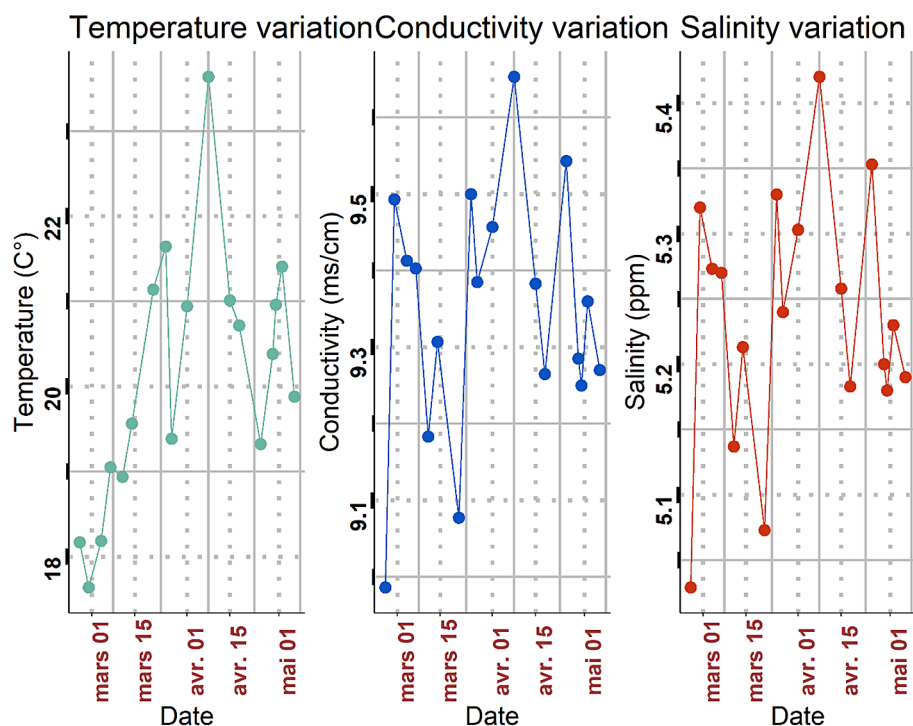 Temperature variation
Temperature (C°)
22
20
18
mars 01
mars 15
avr. 01
avr. 15
mai 01
Date
Conductivity variation
Conductivity (ms/cm)
9.5
9.3
9.1
mars 01
mars 15
avr. 01
avr. 15
mai 01
Date
Salinity variation
Salinity (ppm)
5.4
5.3
5.2
5.1
mars 01
mars 15
avr. 01
avr. 15
mai 01
Date